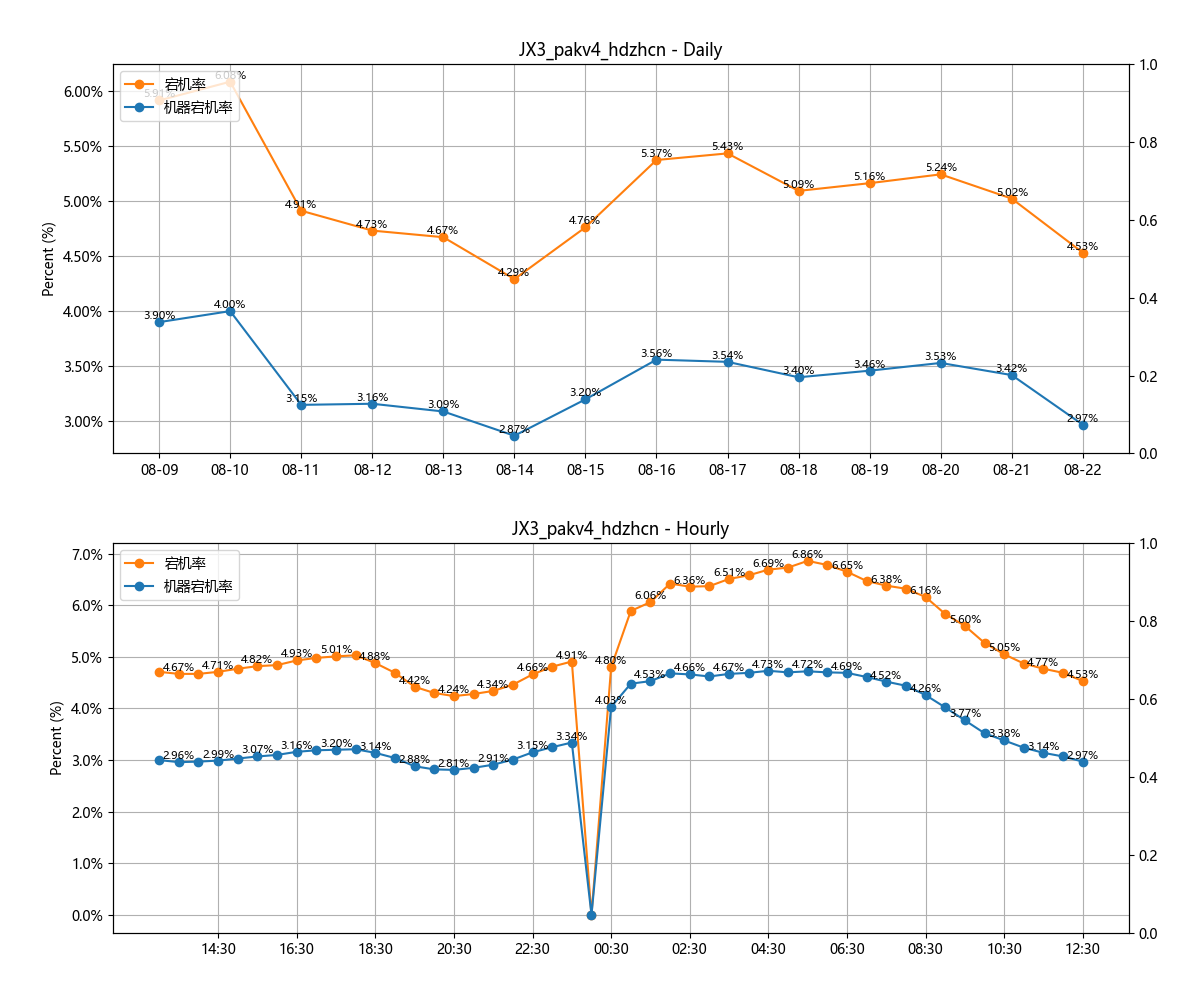 JX3_pakv4_hdzhcn - Daily
宕机率
机器宕机率
Percent (%)
6.00%
5.50%
5.00%
4.50%
4.00%
3.50%
3.00%
1.0
0.8
0.6
0.4
0.2
0.0
5.91% 6.08% 4.91% 4.73% 4.67% 4.29% 4.76% 5.37% 5.43% 5.09% 5.16% 5.24% 5.02% 4.53%
3.90% 4.00% 3.15% 3.16% 3.09% 2.87% 3.20% 3.56% 3.54% 3.40% 3.46% 3.53% 3.42% 2.97%
08-09 08-10 08-11 08-12 08-13 08-14 08-15 08-16 08-17 08-18 08-19 08-20 08-21 08-22
JX3_pakv4_hdzhcn - Hourly
宕机率
机器宕机率
Percent (%)
7.0%
6.0%
5.0%
4.0%
3.0%
2.0%
1.0%
0.0%
1.0
0.8
0.6
0.4
0.2
0.0
4.67% 4.71% 4.82% 4.93% 5.01% 4.88% 4.42% 4.24% 4.34% 4.66% 4.91% 4.80% 6.06% 6.36% 6.51% 6.69% 6.86% 6.65% 6.38% 6.16% 5.60% 5.05% 4.77% 4.53%
2.96% 2.99% 3.07% 3.16% 3.20% 3.14% 2.88% 2.81% 2.91% 3.15% 3.34% 4.03% 4.53% 4.66% 4.67% 4.73% 4.72% 4.69% 4.52% 4.26% 3.77% 3.38% 3.14% 2.97%
14:30 16:30 18:30 20:30 22:30 00:30 02:30 04:30 06:30 08:30 10:30 12:30